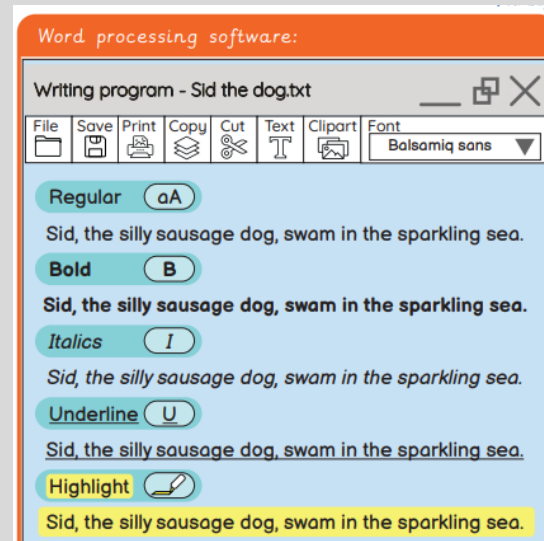 Word processing software:
Writing program - Sid the dog.txt
File Save Print Copy Cut Text Clipart Font
Balsamiq sans
Regular aA
Sid, the silly sausage dog, swam in the sparkling sea.
Bold B
Sid, the silly sausage dog, swam in the sparkling sea.
Italics I
Sid, the silly sausage dog, swam in the sparkling sea.
Underline U
Sid, the silly sausage dog, swam in the sparkling sea.
Highlight
Sid, the silly sausage dog, swam in the sparkling sea.